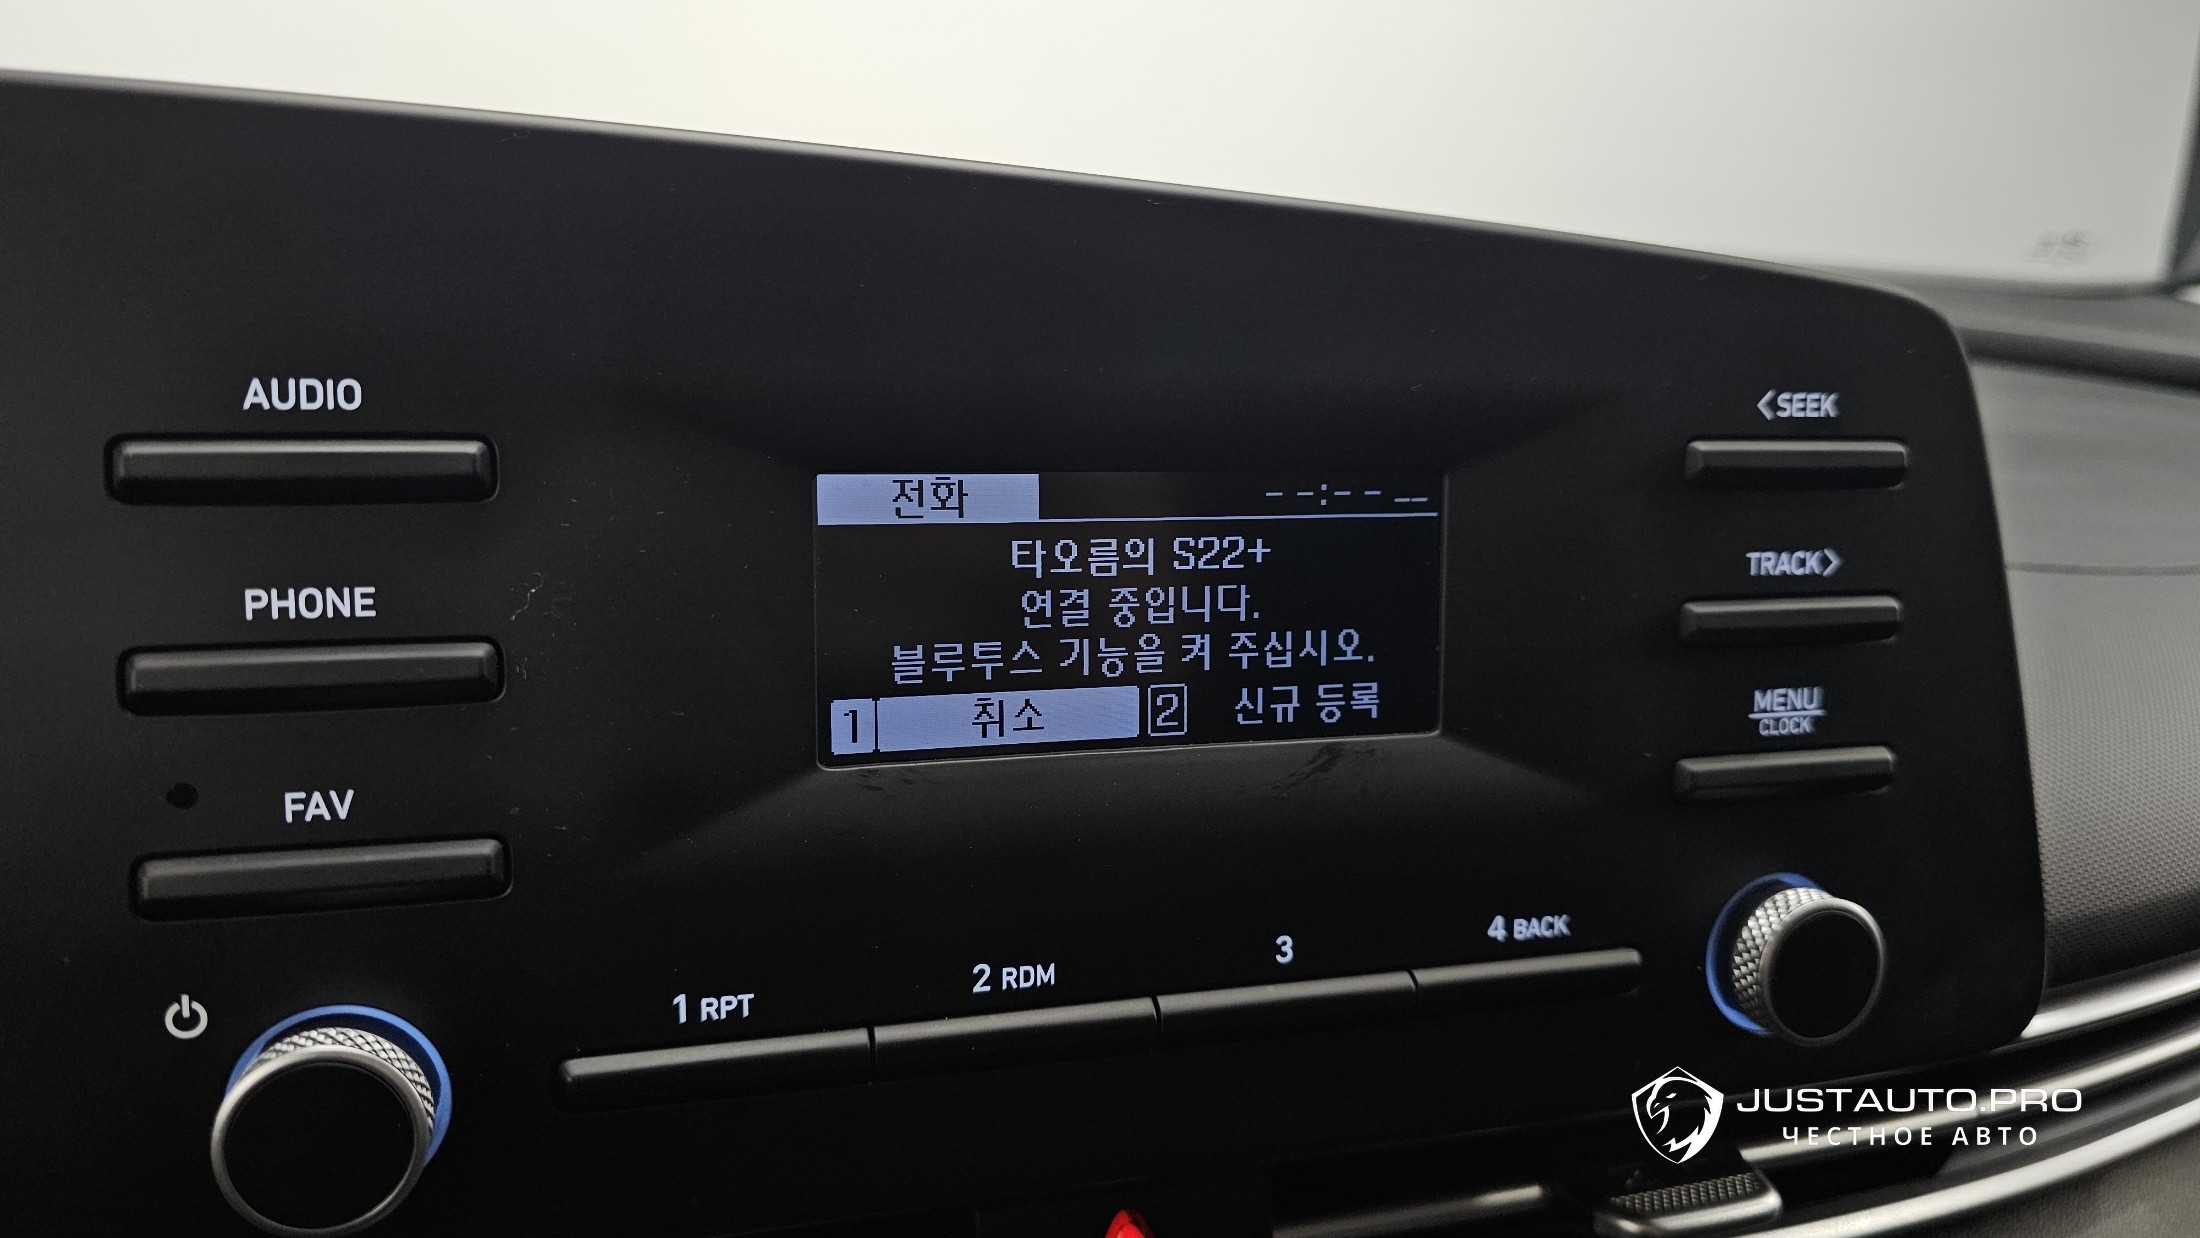 AUDIO
PHONE
FAV
전화
--:-- --
타오름의 S22+
연결 중입니다.
블루투스 기능을 켜 주십시오.
1 취소 2 신규 등록
<SEEK
TRACK>
MENU
CLOCK
1 RPT
2 RDM
3
4 BACK
JUSTAUTO.PRO
ЧЕСТНОЕ АВТО